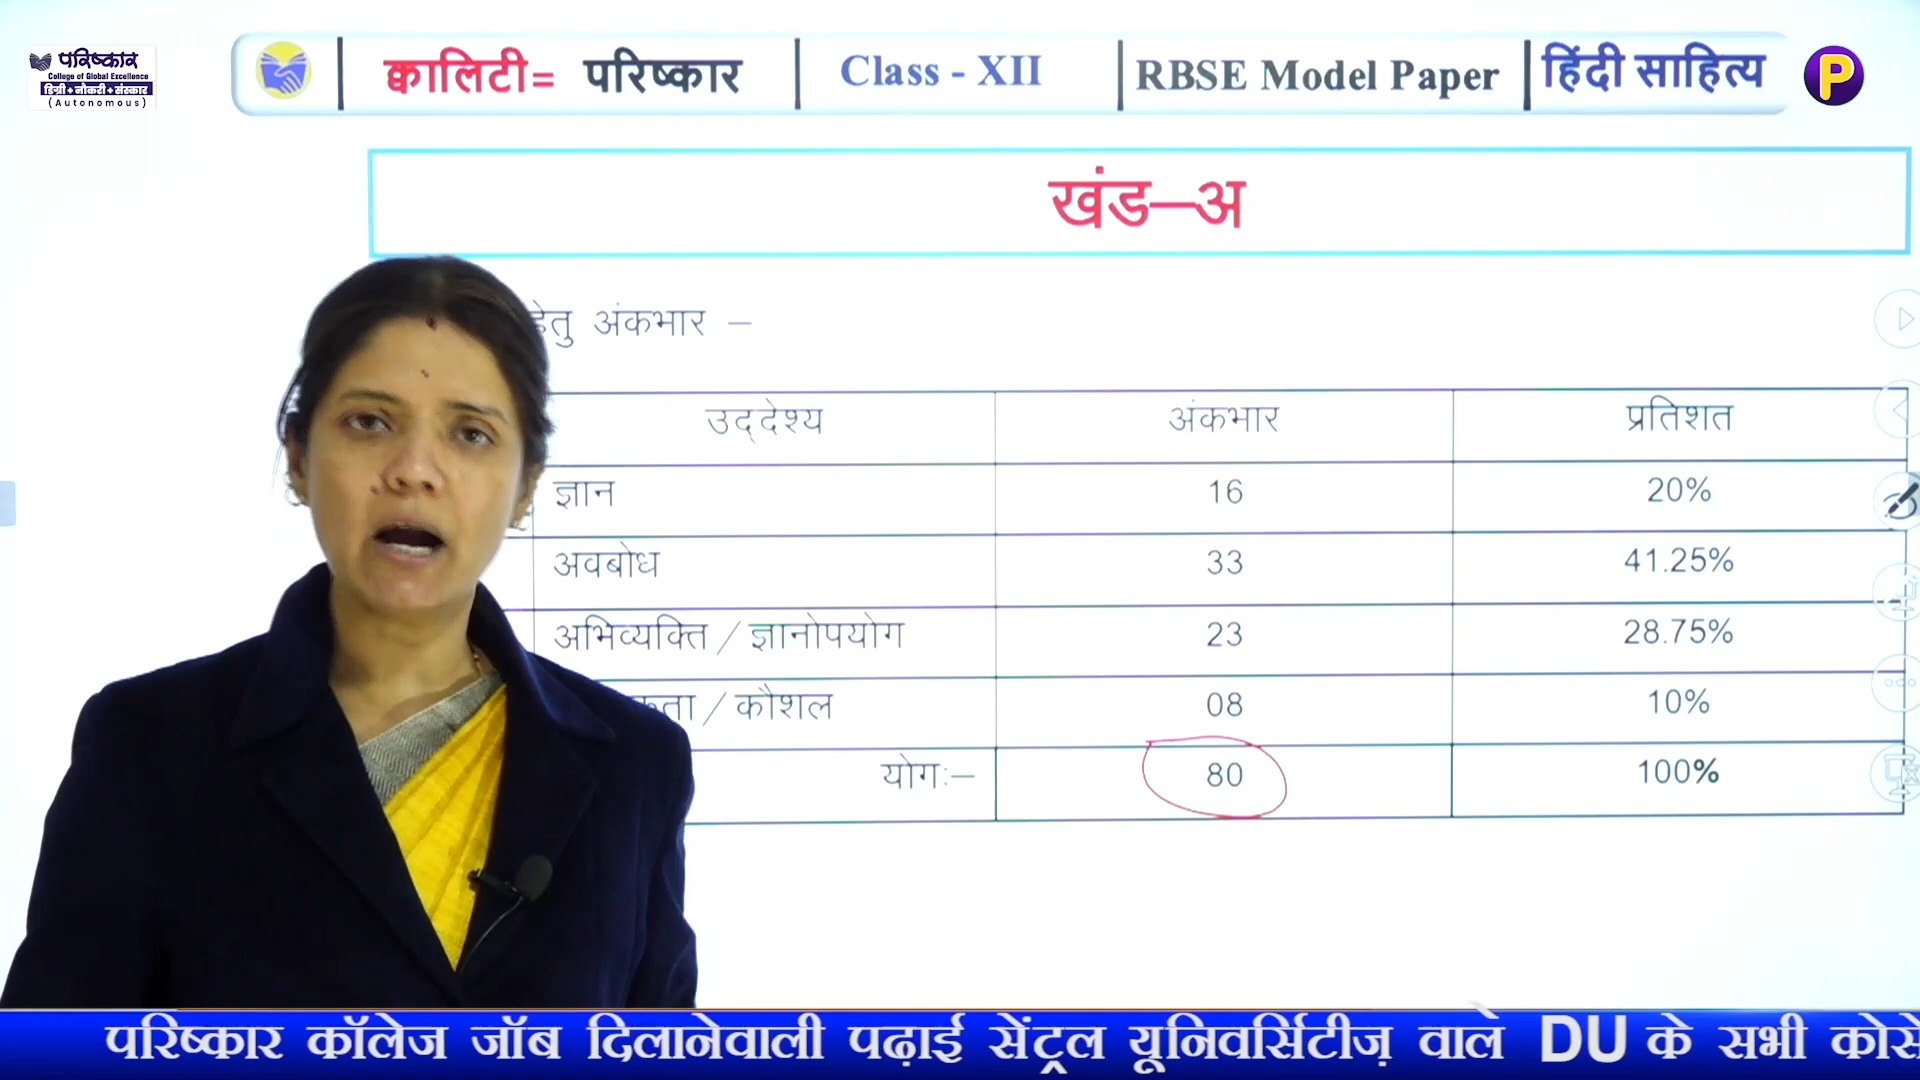 परिष्कार
College of Global Excellence
डिग्री + नौकरी + संस्कार
(Autonomous)
क्वालिटी= परिष्कार
Class - XII
RBSE Model Paper
हिंदी साहित्य
P
खंड–अ
हेतु अंकभार –
उद्देश्य अंकभार प्रतिशत
ज्ञान 16 20%
अवबोध 33 41.25%
अभिव्यक्ति / ज्ञानोपयोग 23 28.75%
/ कौशल 08 10%
योगः– 80 100%
परिष्कार कॉलेज जॉब दिलानेवाली पढ़ाई सेंट्रल यूनिवर्सिटीज़ वाले DU के सभी